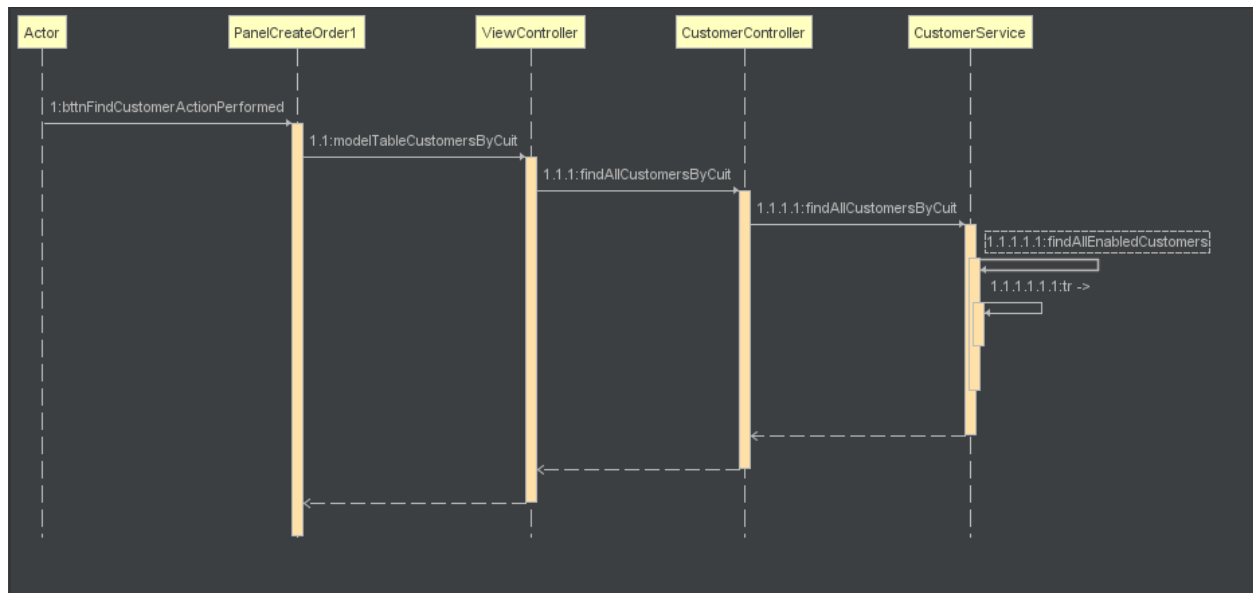 Actor
PanelCreateOrder1
ViewController
CustomerController
CustomerService
1:bttnFindCustomerActionPerformed
1.1:modelTableCustomersByCuit
1.1.1:findAllCustomersByCuit
1.1.1.1:findAllCustomersByCuit
1.1.1.1.1:findAllEnabledCustomers
1.1.1.1.1.1:tr ->